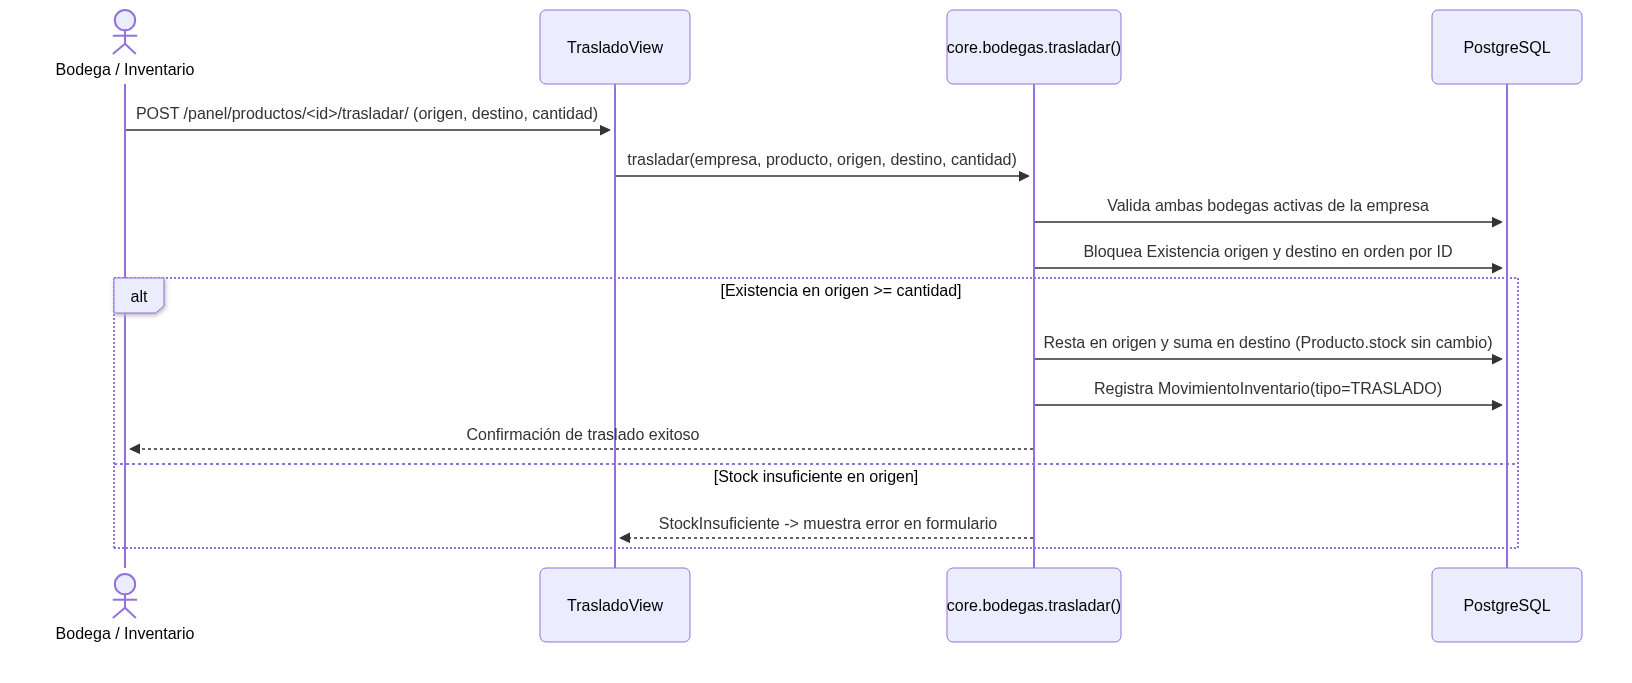 Bodega / Inventario
TrasladoView
core.bodegas.trasladar()
PostgreSQL
POST /panel/productos/<id>/trasladar/ (origen, destino, cantidad)
trasladar(empresa, producto, origen, destino, cantidad)
Valida ambas bodegas activas de la empresa
Bloquea Existencia origen y destino en orden por ID
alt
[Existencia en origen >= cantidad]
Resta en origen y suma en destino (Producto.stock sin cambio)
Registra MovimientoInventario(tipo=TRASLADO)
Confirmación de traslado exitoso
[Stock insuficiente en origen]
StockInsuficiente -> muestra error en formulario
Bodega / Inventario
TrasladoView
core.bodegas.trasladar()
PostgreSQL